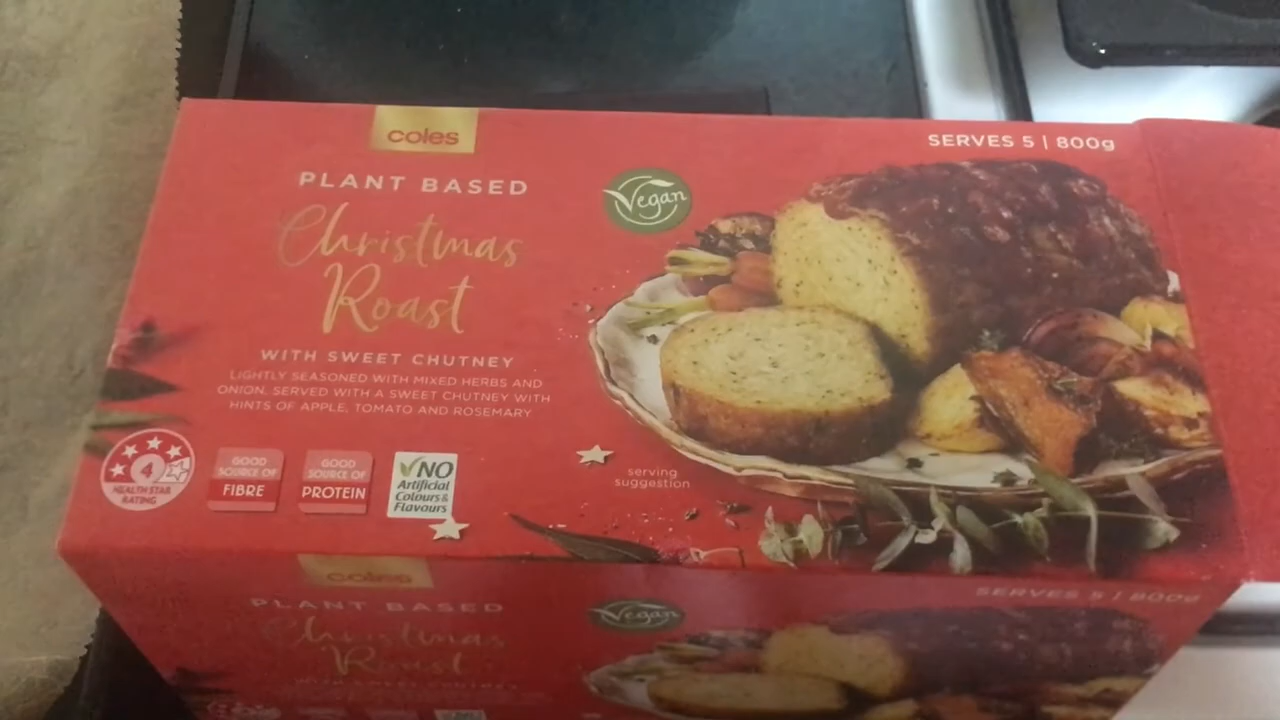 coles
SERVES 5 | 800g
PLANT BASED
Vegan
Christmas
Roast
WITH SWEET CHUTNEY
LIGHTLY SEASONED WITH MIXED HERBS AND
ONION. SERVED WITH A SWEET CHUTNEY WITH
HINTS OF APPLE, TOMATO AND ROSEMARY
4
HEALTH STAR
RATING
GOOD
SOURCE OF
FIBRE
GOOD
SOURCE OF
PROTEIN
NO
Artificial
Colours &
Flavours
serving
suggestion
coles
PLANT BASED
Vegan
SERVES 5 | 800g
Christmas
Roast